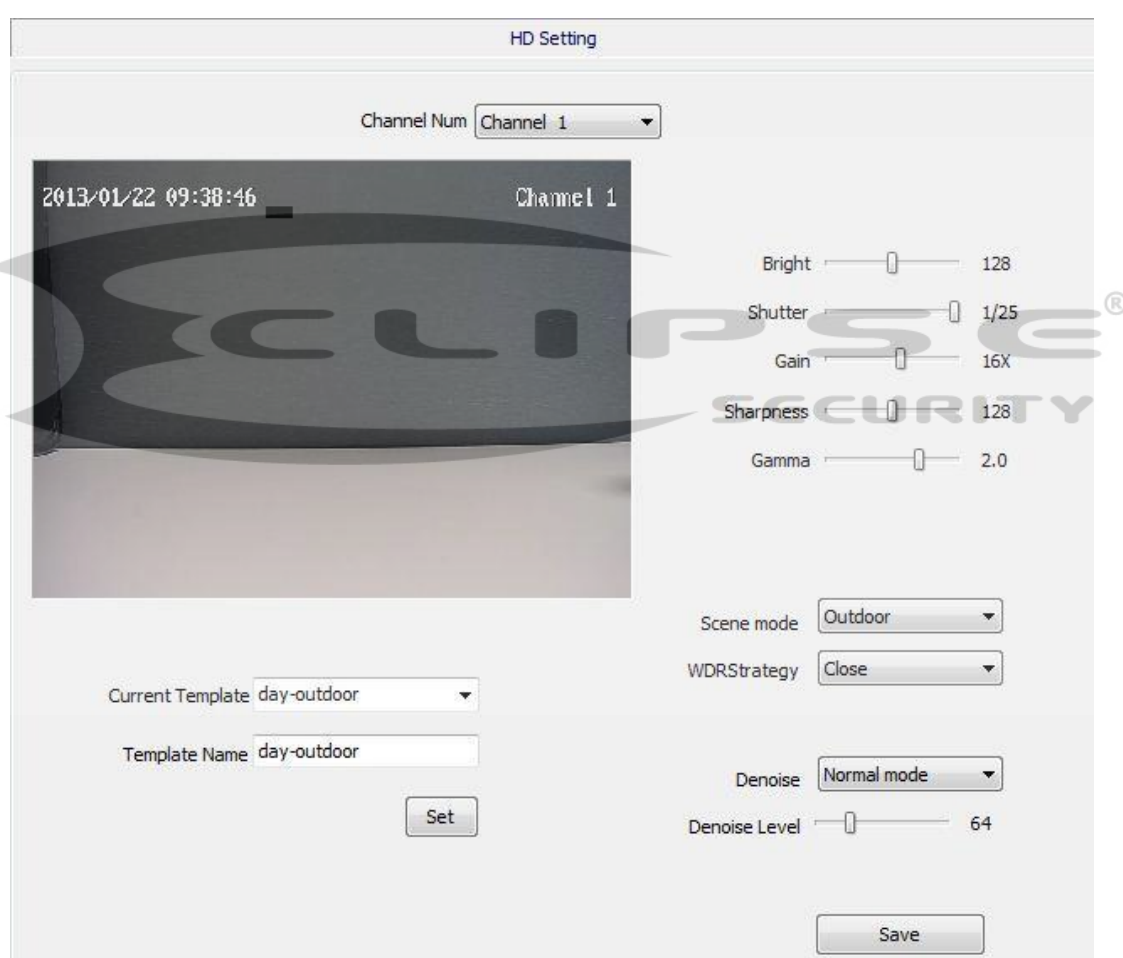 HD Setting
Channel Num Channel 1
2013/01/22 09:38:46 Channel 1
Bright 128
Shutter 1/25
Gain 16X
Sharpness 128
Gamma 2.0
ECLIPSE®
SECURITY
Scene mode Outdoor
WDRStrategy Close
Current Template day-outdoor
Template Name day-outdoor
Set
Denoise Normal mode
Denoise Level 64
Save